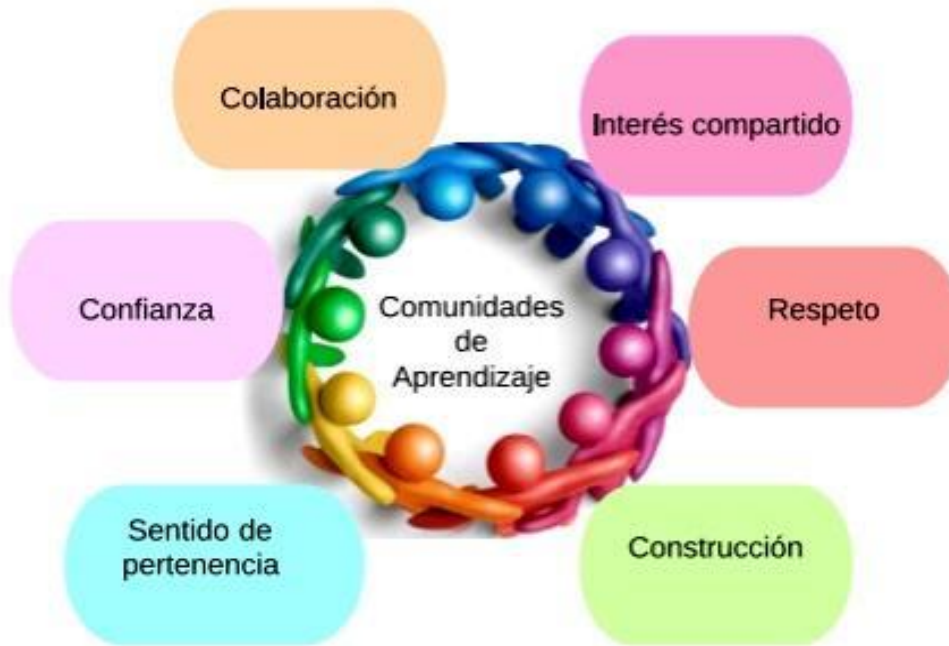 Colaboración
Interés compartido
Confianza
Comunidades
de
Aprendizaje
Respeto
Sentido de
pertenencia
Construcción